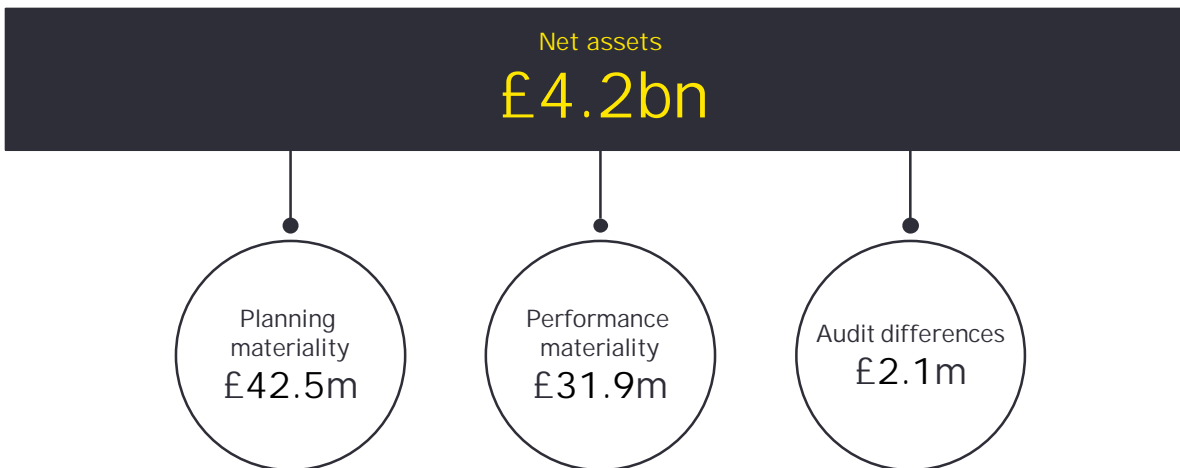 Net assets
£4.2bn
Planning
materiality
£42.5m
Performance
materiality
£31.9m
Audit differences
£2.1m